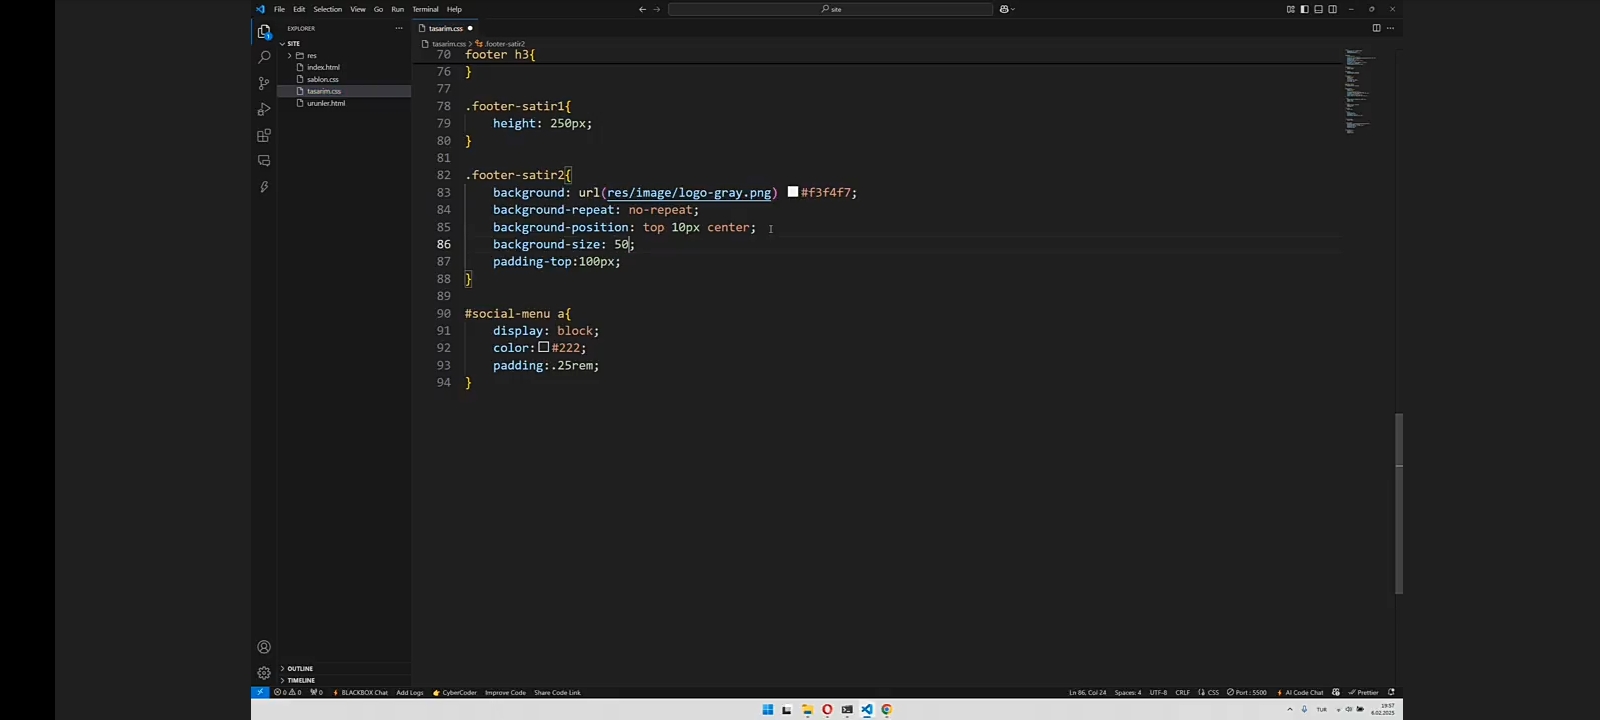 File Edit Selection View Go Run Terminal Help
site
EXPLORER
SITE
res
index.html
sablon.css
tasarim.css
urunler.html
OUTLINE
TIMELINE
tasarim.css
tasarim.css > .footer-satir2
70 footer h3{
76 }
77
78 .footer-satir1{
79 height: 250px;
80 }
81
82 .footer-satir2{
83 background: url(res/image/logo-gray.png) #f3f4f7;
84 background-repeat: no-repeat;
85 background-position: top 10px center;
86 background-size: 50;
87 padding-top:100px;
88 }
89
90 #social-menu a{
91 display: block;
92 color: #222;
93 padding:.25rem;
94 }
0 0 0 BLACKBOX Chat Add Logs CyberCoder Improve Code Share Code Link Ln 86, Col 24 Spaces: 4 UTF-8 CRLF CSS Port : 5500 AI Code Chat Prettier
TUR 19:57
6.02.2025